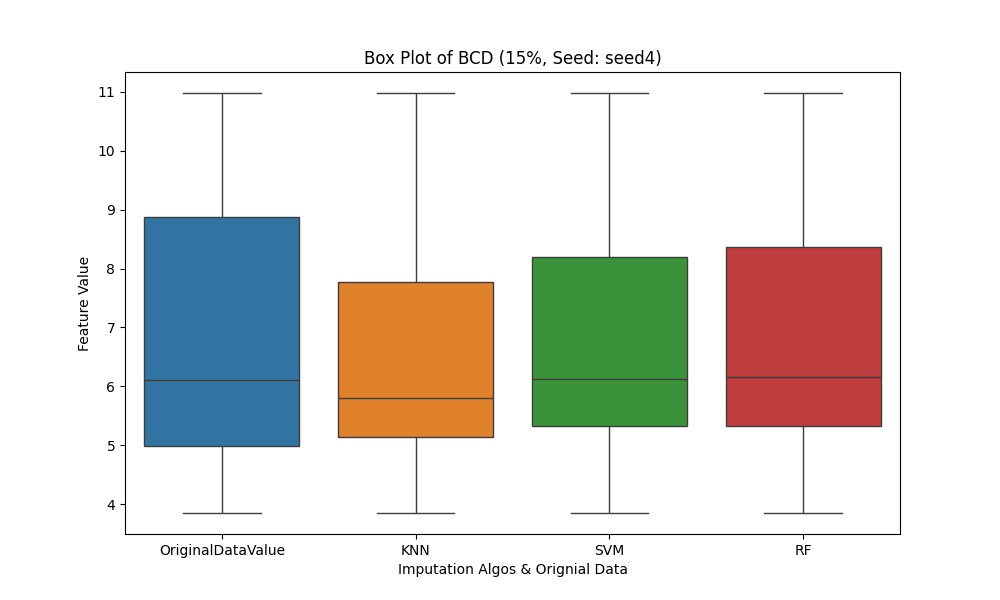 Box Plot of BCD (15%, Seed: seed4)
Feature Value
11
10
9
8
7
6
5
4
OriginalDataValue
KNN
SVM
RF
Imputation Algos & Orignial Data